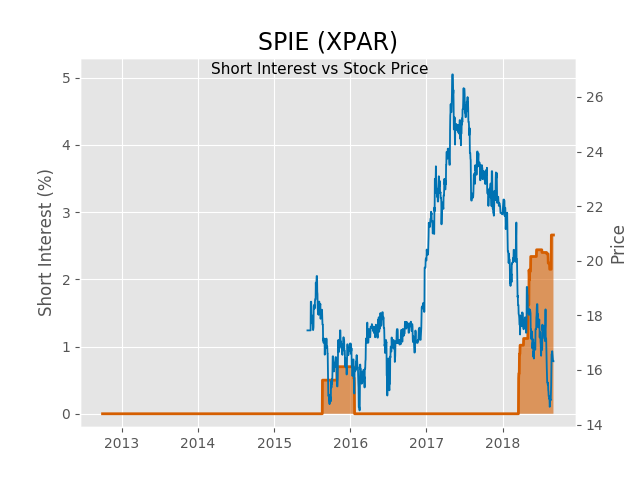 SPIE (XPAR)
Short Interest vs Stock Price
Short Interest (%)
5
4
3
2
1
0
26
24
22
20
18
16
14
Price
2013 2014 2015 2016 2017 2018